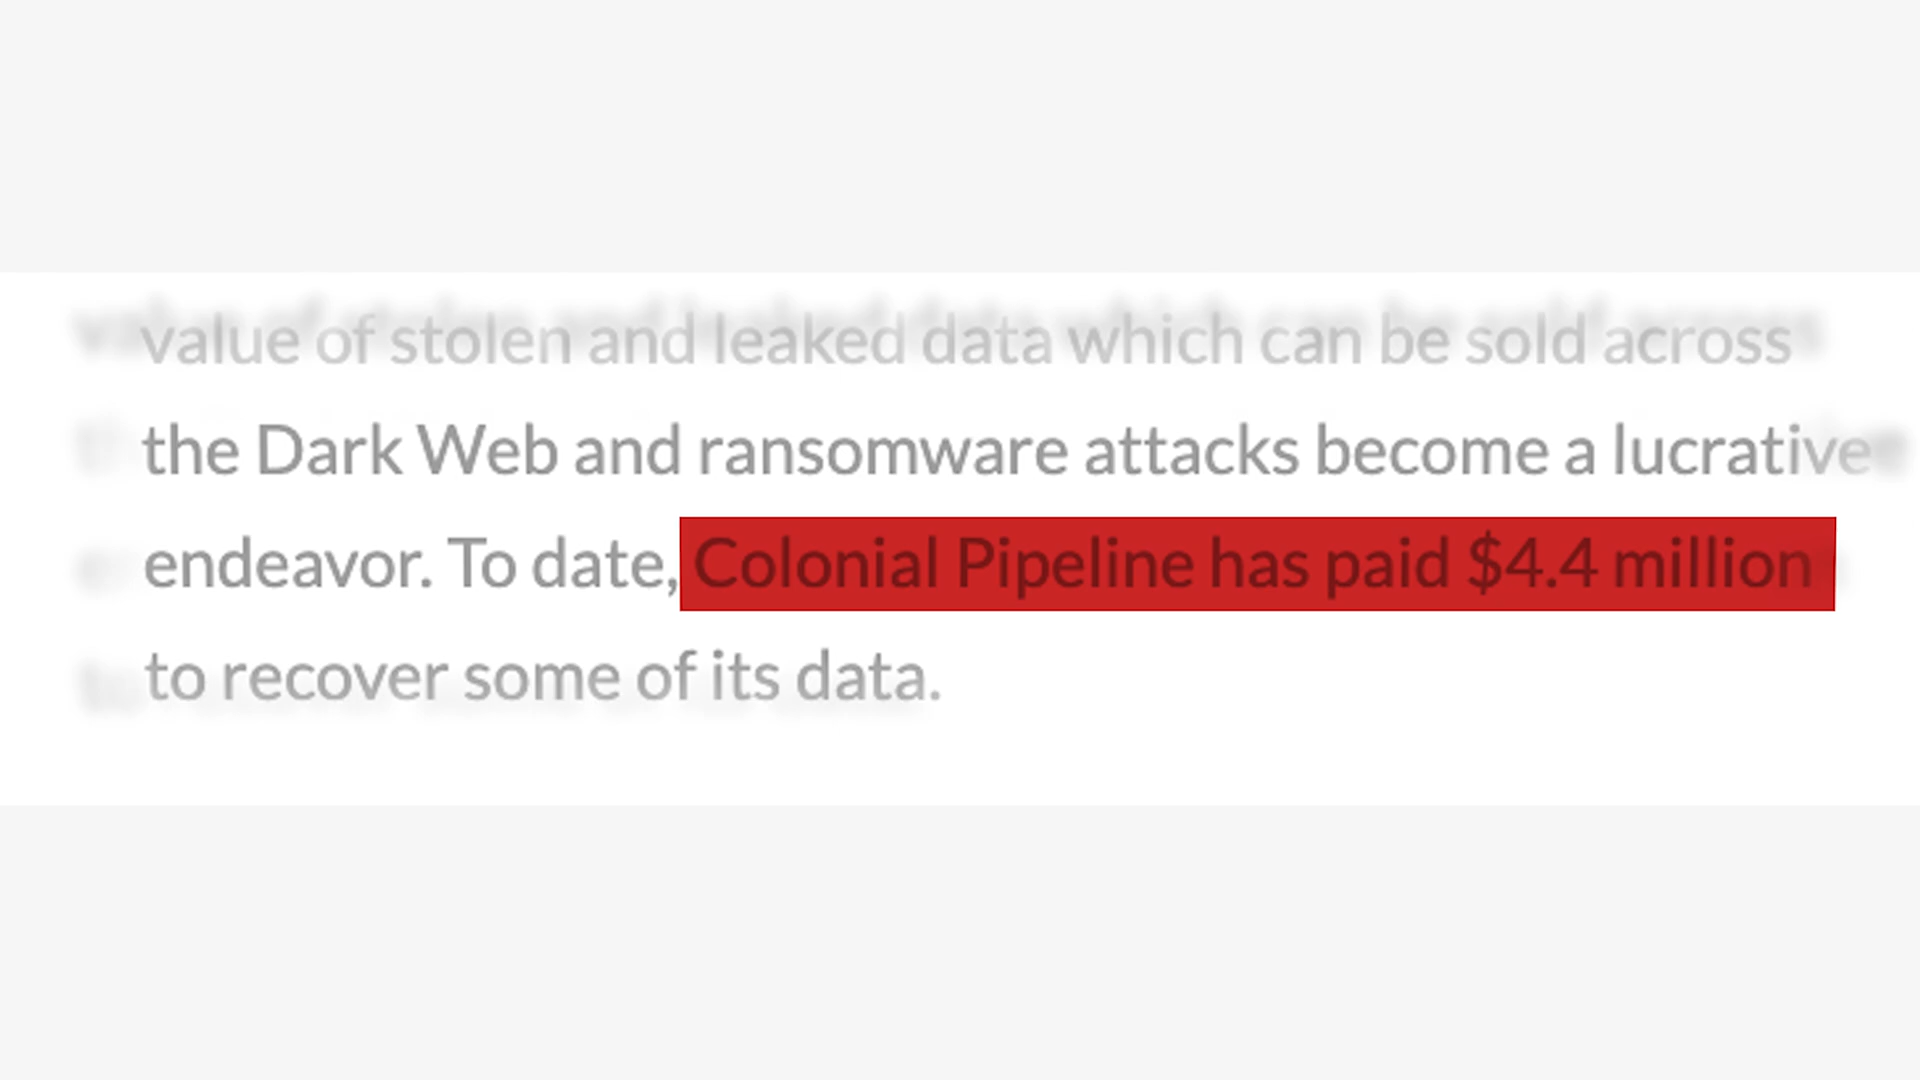 value of stolen and leaked data which can be sold across
the Dark Web and ransomware attacks become a lucrative
endeavor. To date, Colonial Pipeline has paid $4.4 million
to recover some of its data.